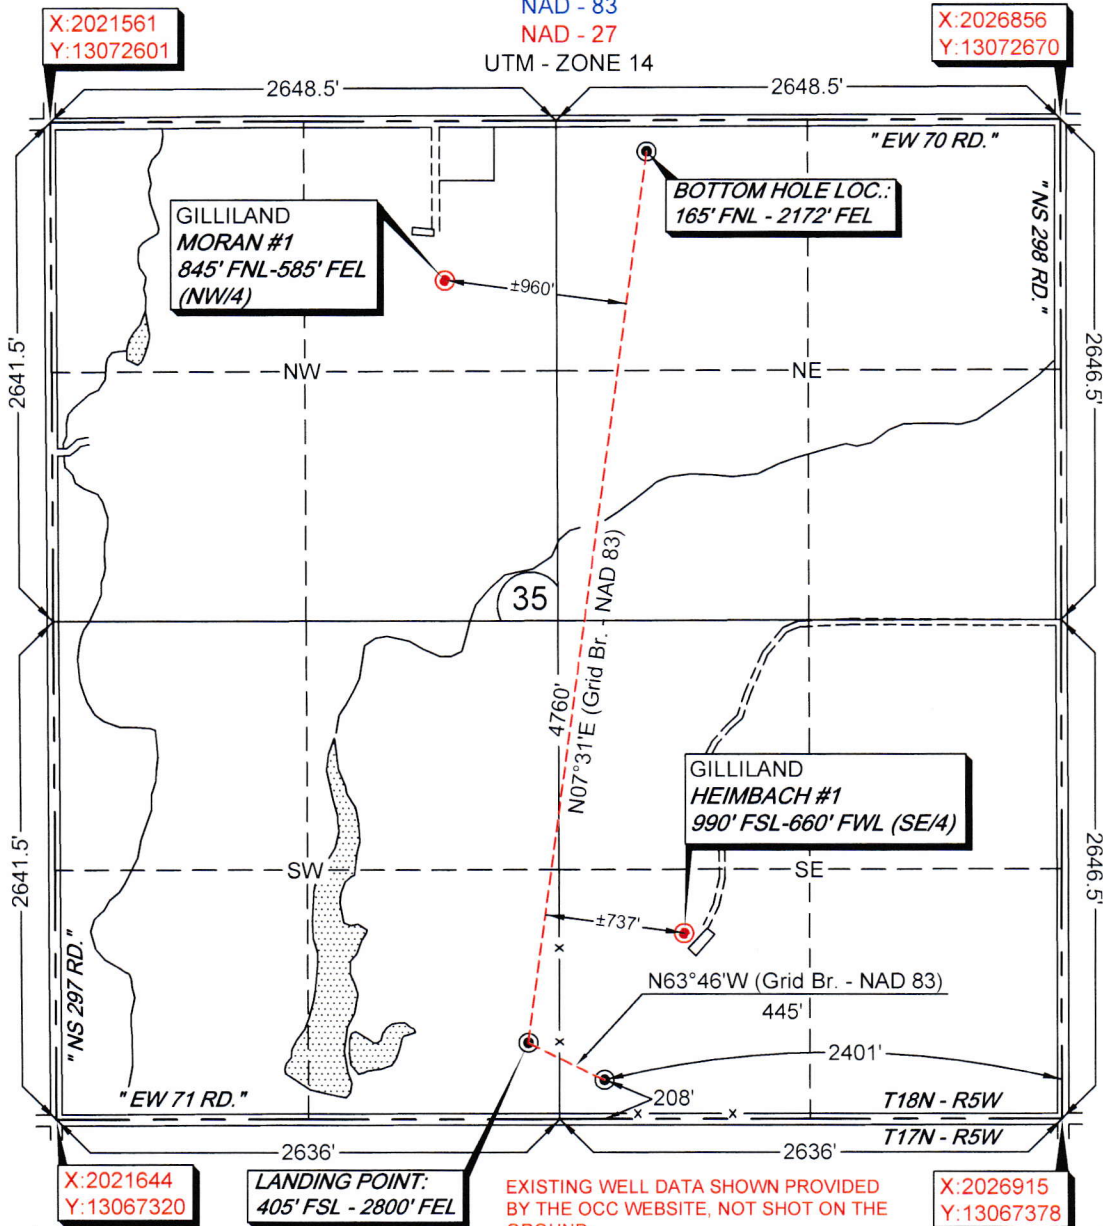 NAD - 83
NAD - 27
UTM - ZONE 14
X:2021561
Y:13072601
X:2026856
Y:13072670
2648.5'
2648.5'
" EW 70 RD."
BOTTOM HOLE LOC.:
165' FNL - 2172' FEL
"NS 298 RD."
GILLILAND
MORAN #1
845' FNL-585' FEL
(NW/4)
±960'
2641.5'
NW
NE
2646.5'
35
N07°31'E (Grid Br. - NAD 83)
4760'
GILLILAND
HEIMBACH #1
990' FSL-660' FWL (SE/4)
2641.5'
SW
SE
2646.5'
±737'
x
"NS 297 RD."
N63°46'W (Grid Br. - NAD 83)
445'
x
2401'
" EW 71 RD."
208'
T18N - R5W
x
x
T17N - R5W
2636'
2636'
X:2021644
Y:13067320
LANDING POINT:
405' FSL - 2800' FEL
EXISTING WELL DATA SHOWN PROVIDED
BY THE OCC WEBSITE, NOT SHOT ON THE
X:2026915
Y:13067378